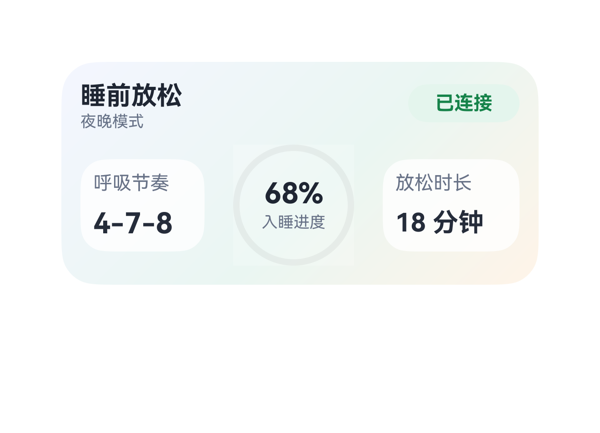 睡前放松
夜晚模式
已连接
呼吸节奏
4-7-8
68%
入睡进度
放松时长
18 分钟